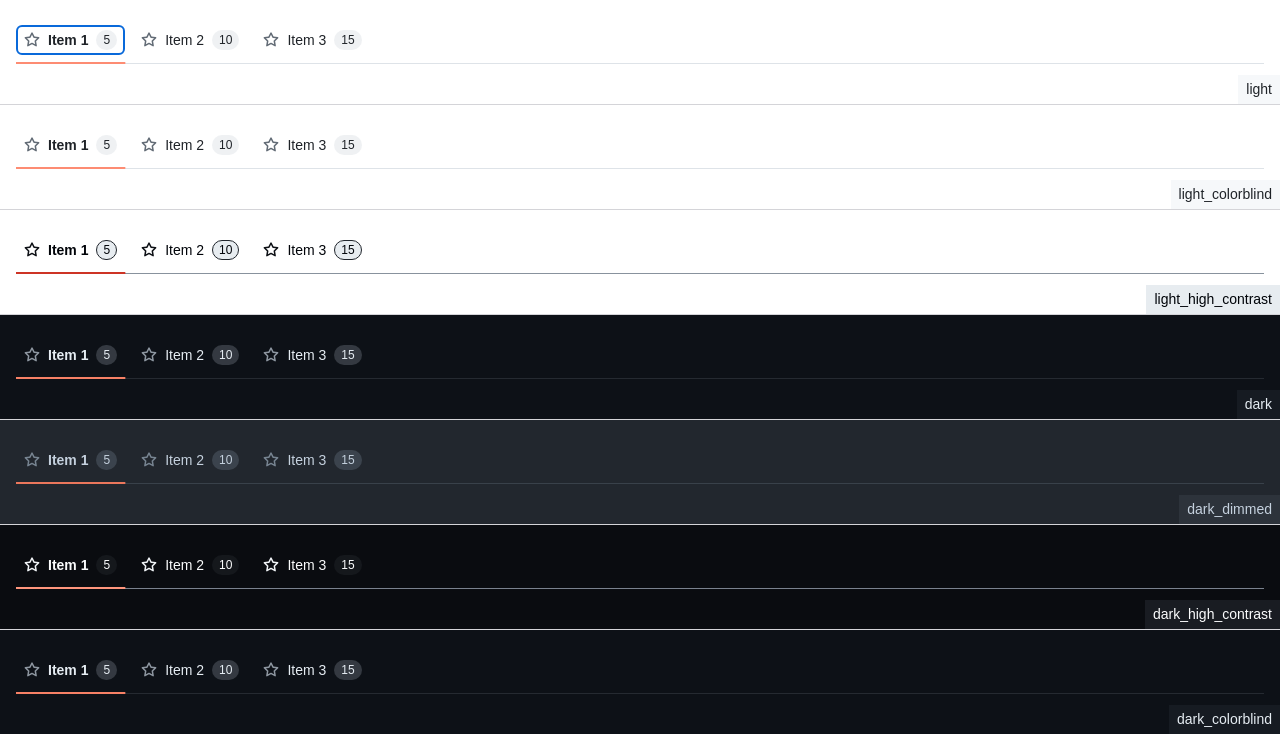 Item 1 5 Item 2 10 Item 3 15
light
Item 1 5 Item 2 10 Item 3 15
light_colorblind
Item 1 5 Item 2 10 Item 3 15
light_high_contrast
Item 1 5 Item 2 10 Item 3 15
dark
Item 1 5 Item 2 10 Item 3 15
dark_dimmed
Item 1 5 Item 2 10 Item 3 15
dark_high_contrast
Item 1 5 Item 2 10 Item 3 15
dark_colorblind